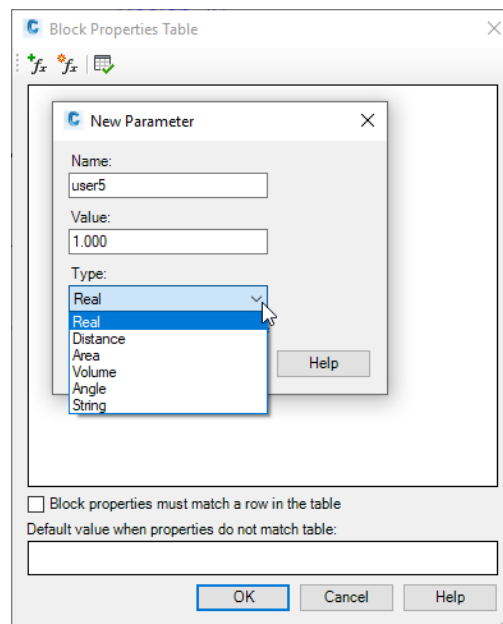 Block Properties Table
New Parameter
Name:
user5
Value:
1.000
Type:
Real
Real
Distance
Area
Volume
Angle
String
Help
Block properties must match a row in the table
Default value when properties do not match table:
OK
Cancel
Help